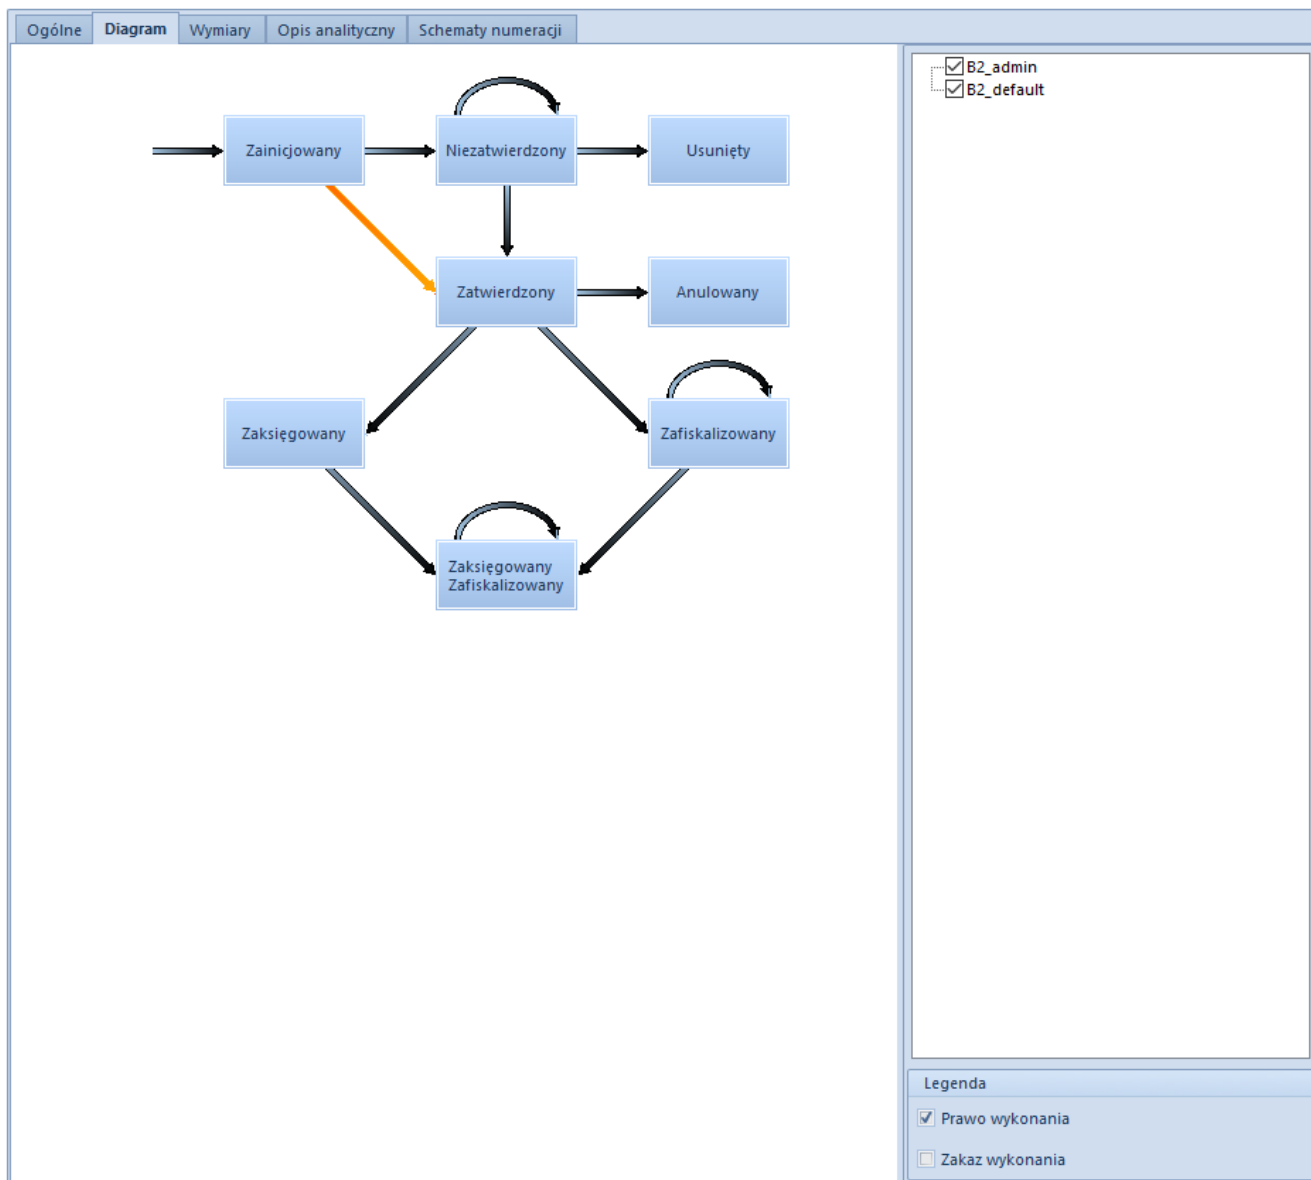 Ogólne Diagram Wymiary Opis analityczny Schematy numeracji
B2_admin
B2_default
Zainicjowany Niezatwierdzony Usunięty
Zatwierdzony Anulowany
Zaksięgowany Zafiskalizowany
Zaksięgowany
Zafiskalizowany
Legenda
Prawo wykonania
Zakaz wykonania